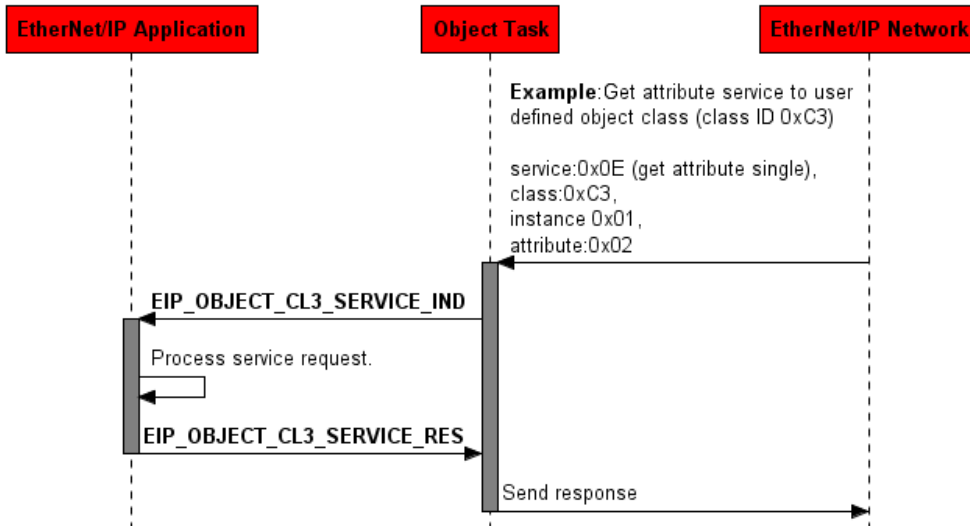 EtherNet/IP Application
Object Task
EtherNet/IP Network
Example:Get attribute service to user
defined object class (class ID 0xC3)
service:0x0E (get attribute single),
class:0xC3,
instance 0x01,
attribute:0x02
EIP_OBJECT_CL3_SERVICE_IND
Process service request.
EIP_OBJECT_CL3_SERVICE_RES
Send response